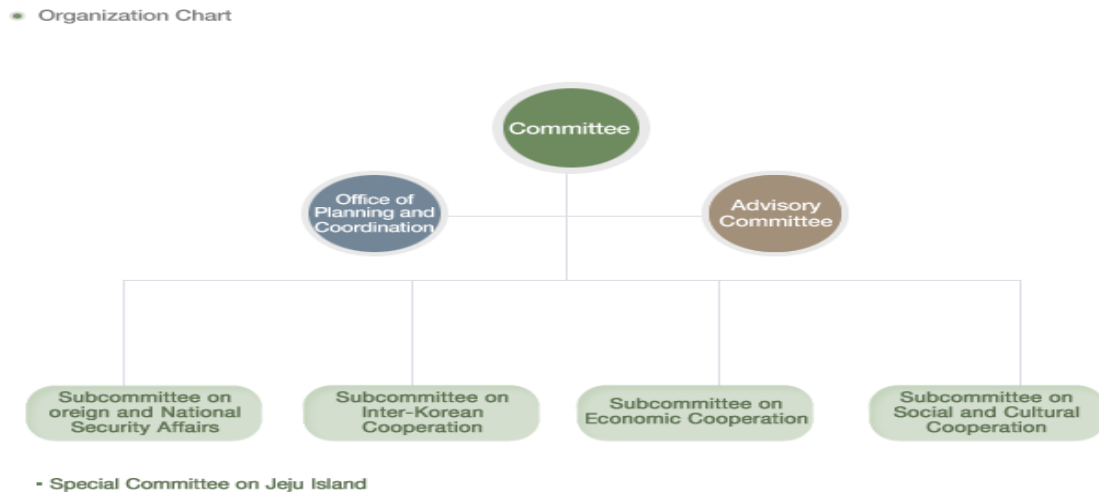 Organization Chart
Committee
Office of
Planning and
Coordination
Advisory
Committee
Subcommittee on
oreign and National
Security Affairs
Subcommittee on
Inter-Korean
Cooperation
Subcommittee on
Economic Cooperation
Subcommittee on
Social and Cultural
Cooperation
- Special Committee on Jeju Island